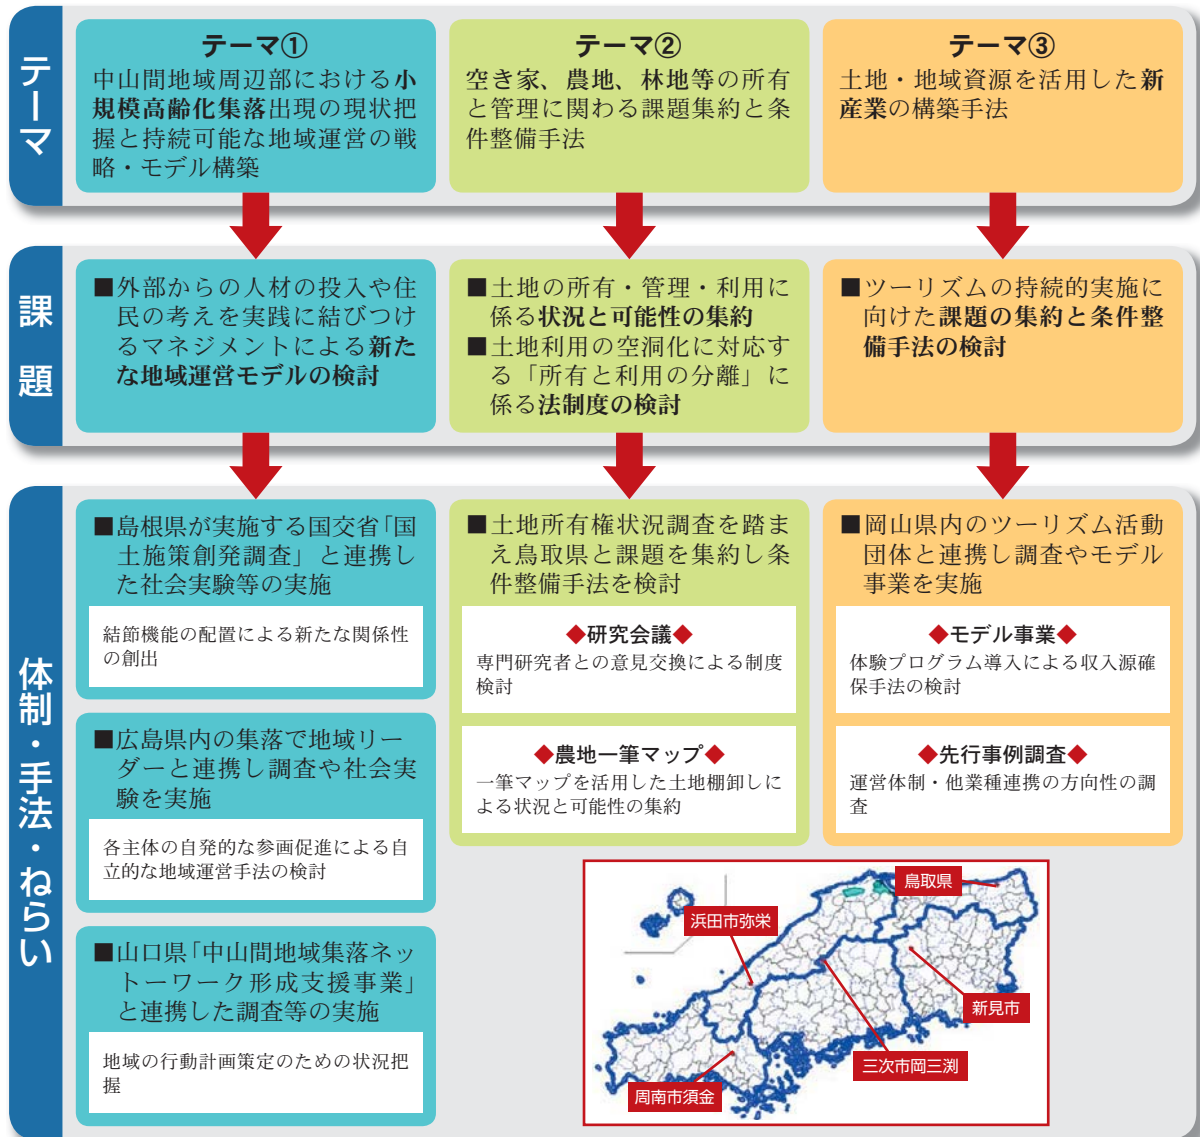 テーマ
テーマ①
中山間地域周辺部における小
規模高齢化集落出現の現状把
握と持続可能な地域運営の戦
略・モデル構築
テーマ②
空き家、農地、林地等の所有
と管理に関わる課題集約と条
件整備手法
テーマ③
土地・地域資源を活用した新
産業の構築手法
課題
■外部からの人材の投入や住
民の考えを実践に結びつけ
るマネジメントによる新た
な地域運営モデルの検討
■土地の所有・管理・利用に
係る状況と可能性の集約
■土地利用の空洞化に対応す
る「所有と利用の分離」に
係る法制度の検討
■ツーリズムの持続的実施に
向けた課題の集約と条件整
備手法の検討
体制・手法・ねらい
■島根県が実施する国交省「国
土施策創発調査」と連携し
た社会実験等の実施
結節機能の配置による新たな関係性
の創出
■広島県内の集落で地域リー
ダーと連携し調査や社会実
験を実施
各主体の自発的な参画促進による自
立的な地域運営手法の検討
■山口県「中山間地域集落ネッ
トーワーク形成支援事業」
と連携した調査等の実施
地域の行動計画策定のための状況把
握
■土地所有権状況調査を踏ま
え鳥取県と課題を集約し条
件整備手法を検討
◆研究会議◆
専門研究者との意見交換による制度
検討
◆農地一筆マップ◆
一筆マップを活用した土地棚卸しに
よる状況と可能性の集約
■岡山県内のツーリズム活動
団体と連携し調査やモデル
事業を実施
◆モデル事業◆
体験プログラム導入による収入源確
保手法の検討
◆先行事例調査◆
運営体制・他業種連携の方向性の調
査
鳥取県
浜田市弥栄
新見市
三次市岡三渕
周南市須金